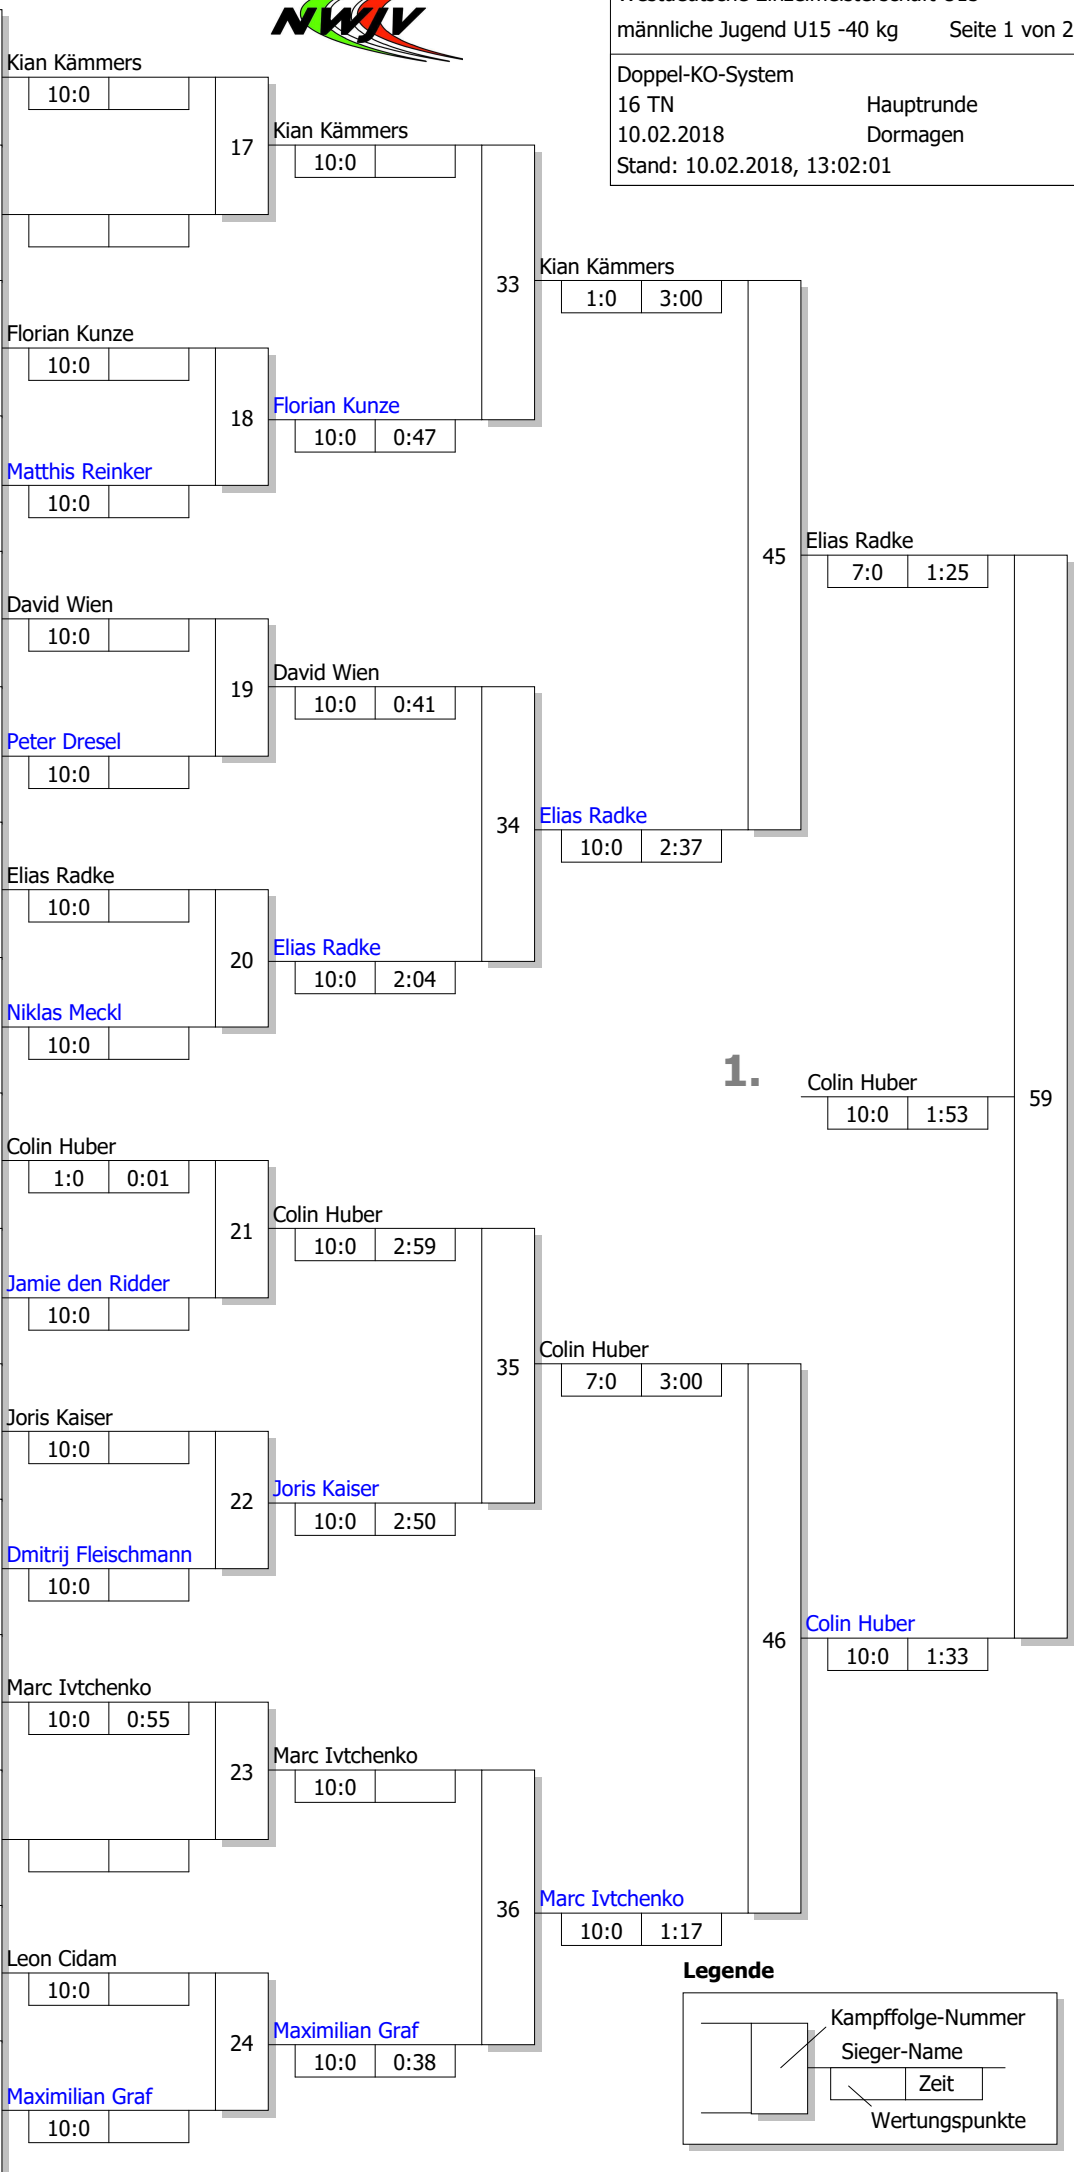 NWJV
männliche Jugend U15 -40 kg Seite 1 von 2
Doppel-KO-System
16 TN Hauptrunde
10.02.2018 Dormagen
Stand: 10.02.2018, 13:02:01
Kian Kämmers
10:0
17
Kian Kämmers
10:0
33
Kian Kämmers
1:0 3:00
Florian Kunze
10:0
18
Florian Kunze
10:0 0:47
Matthis Reinker
10:0
45
Elias Radke
7:0 1:25
David Wien
10:0
19
David Wien
10:0 0:41
Peter Dresel
10:0
34
Elias Radke
10:0 2:37
Elias Radke
10:0
20
Elias Radke
10:0 2:04
Niklas Meckl
10:0
1.
Colin Huber
10:0 1:53
59
Colin Huber
1:0 0:01
21
Colin Huber
10:0 2:59
Jamie den Ridder
10:0
35
Colin Huber
7:0 3:00
Joris Kaiser
10:0
22
Joris Kaiser
10:0 2:50
Dmitrij Fleischmann
10:0
46
Colin Huber
10:0 1:33
Marc Ivtchenko
10:0 0:55
23
Marc Ivtchenko
10:0
36
Marc Ivtchenko
10:0 1:17
Leon Cidam
10:0
24
Maximilian Graf
10:0 0:38
Maximilian Graf
10:0
Legende
Kampffolge-Nummer
Sieger-Name
Zeit
Wertungspunkte